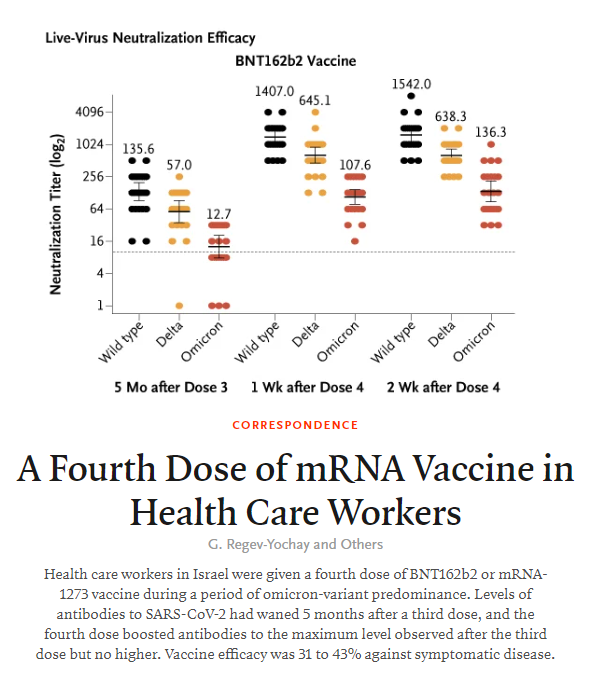 Live-Virus Neutralization Efficacy
BNT162b2 Vaccine
Neutralization Titer (log₂)
4096
1024
256
64
16
4
1
135.6
57.0
12.7
1407.0
645.1
107.6
1542.0
638.3
136.3
Wild type
Delta
Omicron
Wild type
Delta
Omicron
Wild type
Delta
Omicron
5 Mo after Dose 3
1 Wk after Dose 4
2 Wk after Dose 4
CORRESPONDENCE
A Fourth Dose of mRNA Vaccine in
Health Care Workers
G. Regev-Yochay and Others
Health care workers in Israel were given a fourth dose of BNT162b2 or mRNA-
1273 vaccine during a period of omicron-variant predominance. Levels of
antibodies to SARS-CoV-2 had waned 5 months after a third dose, and the
fourth dose boosted antibodies to the maximum level observed after the third
dose but no higher. Vaccine efficacy was 31 to 43% against symptomatic disease.